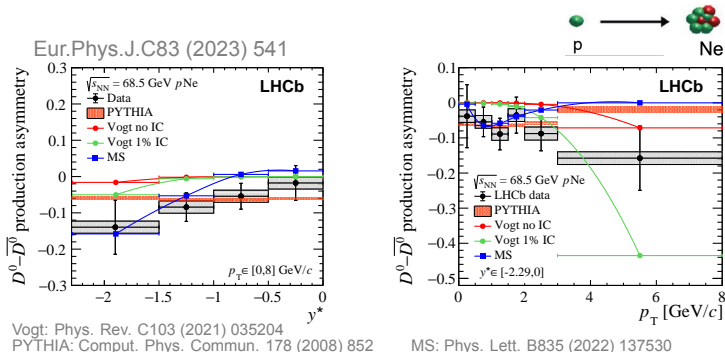 p
Ne
Eur.Phys.J.C83 (2023) 541
D⁰−D̅⁰ production asymmetry
0.3
0.2
0.1
0
−0.1
−0.2
−0.3
√sNN = 68.5 GeV pNe
LHCb
Data
PYTHIA
Vogt no IC
Vogt 1% IC
MS
pT∈[0,8] GeV/c
−2 −1.5 −1 −0.5 0
y⋆
D⁰−D̅⁰ production asymmetry
0.1
−0.0
−0.1
−0.2
−0.3
−0.4
−0.5
LHCb
√sNN = 68.5 GeV pNe
LHCb data
PYTHIA
Vogt no IC
Vogt 1% IC
MS
y⋆∈[-2.29,0]
0 2 4 6 8
pT [GeV/c]
Vogt: Phys. Rev. C103 (2021) 035204
PYTHIA: Comput. Phys. Commun. 178 (2008) 852
MS: Phys. Lett. B835 (2022) 137530